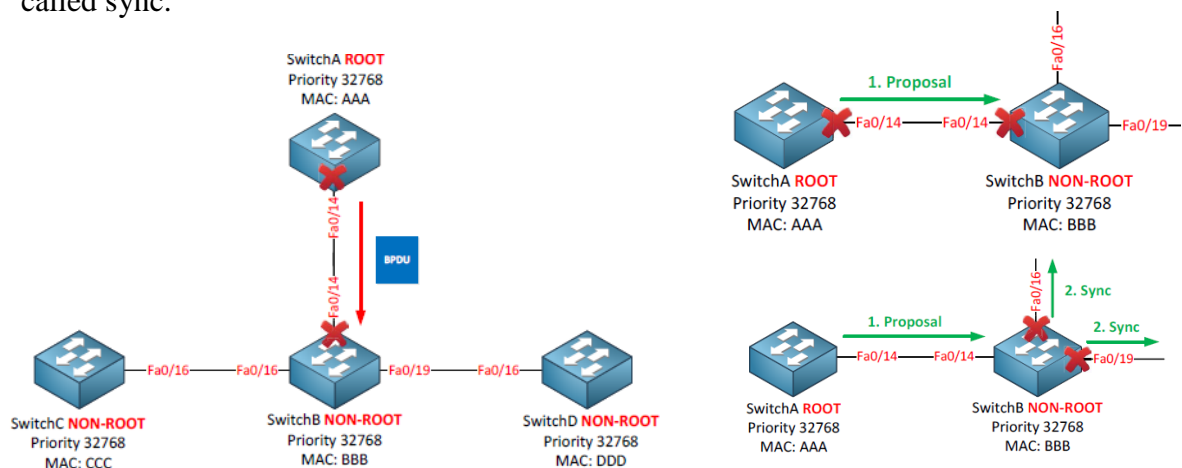 called sync.
SwitchA ROOT
Priority 32768
MAC: AAA
Fa0/14
BPDU
Fa0/14
Fa0/16
Fa0/16
Fa0/19
Fa0/16
SwitchC NON-ROOT
Priority 32768
MAC: CCC
SwitchB NON-ROOT
Priority 32768
MAC: BBB
SwitchD NON-ROOT
Priority 32768
MAC: DDD
Fa0/16
1. Proposal
Fa0/14
Fa0/14
Fa0/19
SwitchA ROOT
Priority 32768
MAC: AAA
SwitchB NON-ROOT
Priority 32768
MAC: BBB
Fa0/16
2. Sync
1. Proposal
2. Sync
Fa0/14
Fa0/14
Fa0/19
SwitchA ROOT
Priority 32768
MAC: AAA
SwitchB NON-ROOT
Priority 32768
MAC: BBB